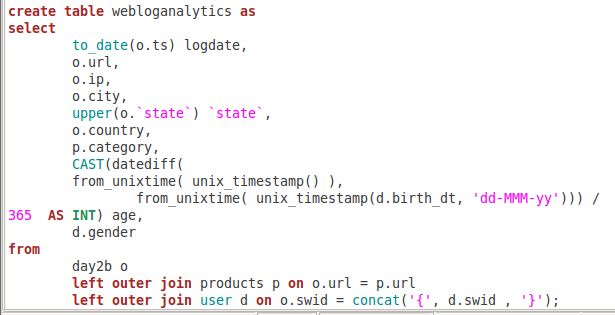 create table webloganalytics as
select
        to_date(o.ts) logdate,
        o.url,
        o.ip,
        o.city,
        upper(o.`state`) `state`,
        o.country,
        p.category,
        CAST(datediff(
        from_unixtime( unix_timestamp() ),
                from_unixtime( unix_timestamp(d.birth_dt, 'dd-MMM-yy'))) /
365  AS INT) age,
        d.gender
from
        day2b o
        left outer join products p on o.url = p.url
        left outer join user d on o.swid = concat('{', d.swid , '}');